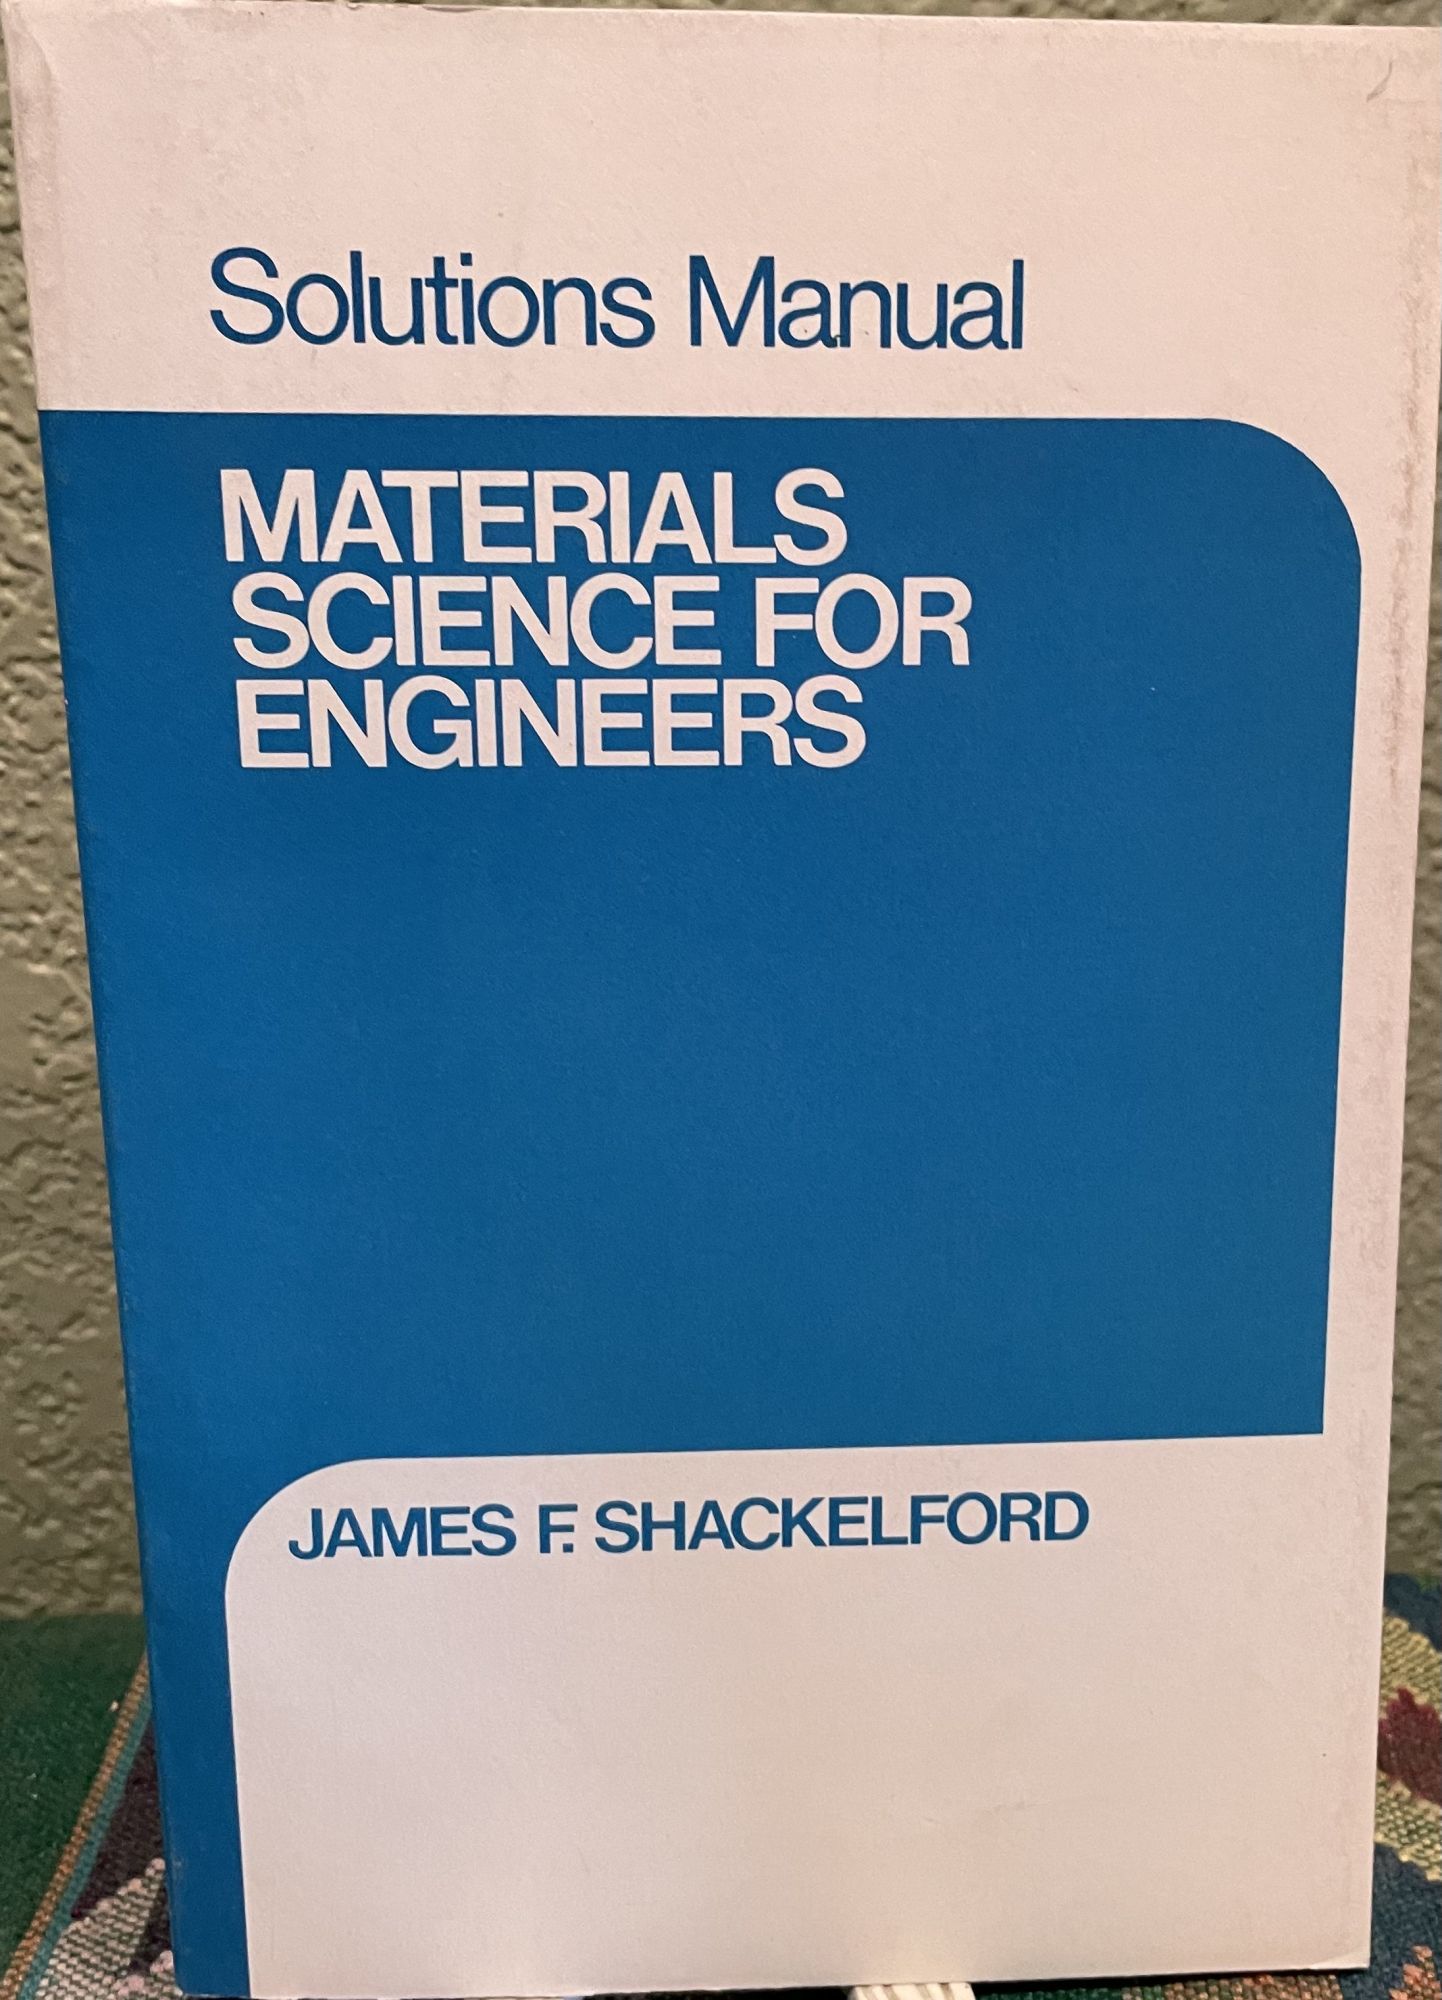 Solutions Manual
MATERIALS
SCIENCE FOR
ENGINEERS
JAMES F. SHACKELFORD